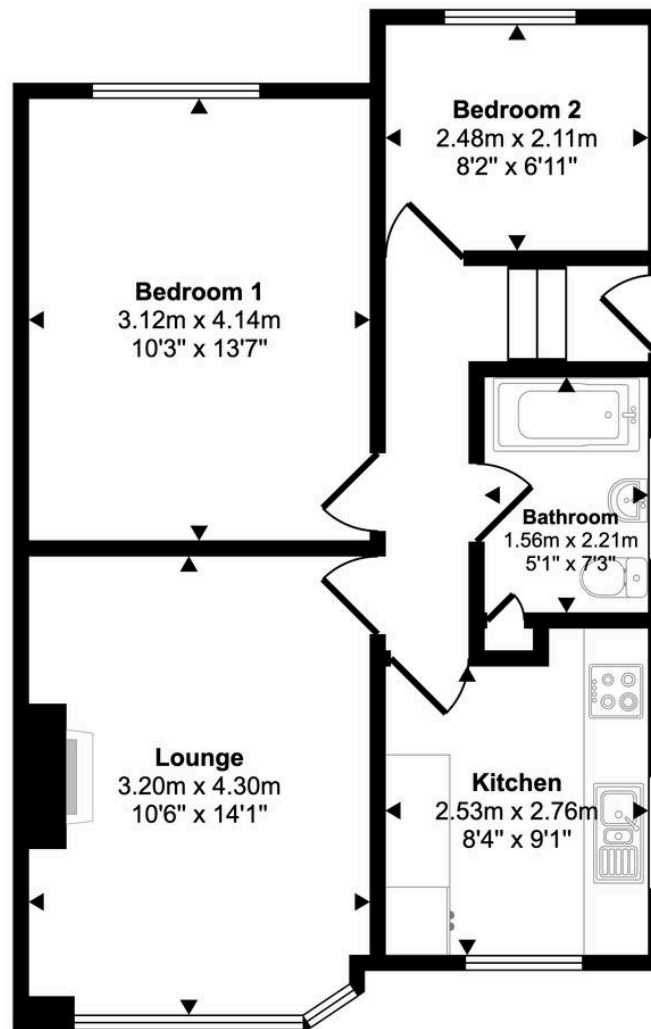 Bedroom 2
2.48m x 2.11m
8'2" x 6'11"
Bedroom 1
3.12m x 4.14m
10'3" x 13'7"
Bathroom
1.56m x 2.21m
5'1" x 7'3"
Lounge
3.20m x 4.30m
10'6" x 14'1"
Kitchen
2.53m x 2.76m
8'4" x 9'1"